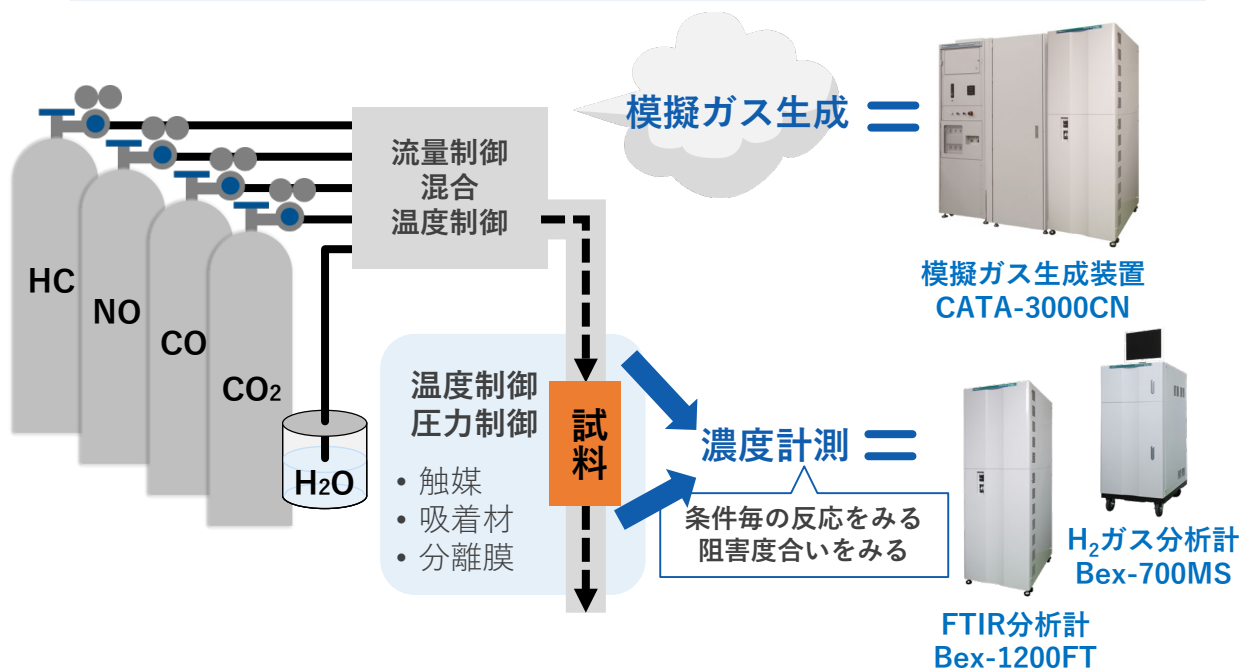 模擬ガス生成 =
流量制御
混合
温度制御
HC
NO
CO
CO₂
H₂O
模擬ガス生成装置
CATA-3000CN
温度制御
圧力制御
• 触媒
• 吸着材
• 分離膜
試料
濃度計測 =
条件毎の反応をみる
阻害度合いをみる
H₂ガス分析計
Bex-700MS
FTIR分析計
Bex-1200FT